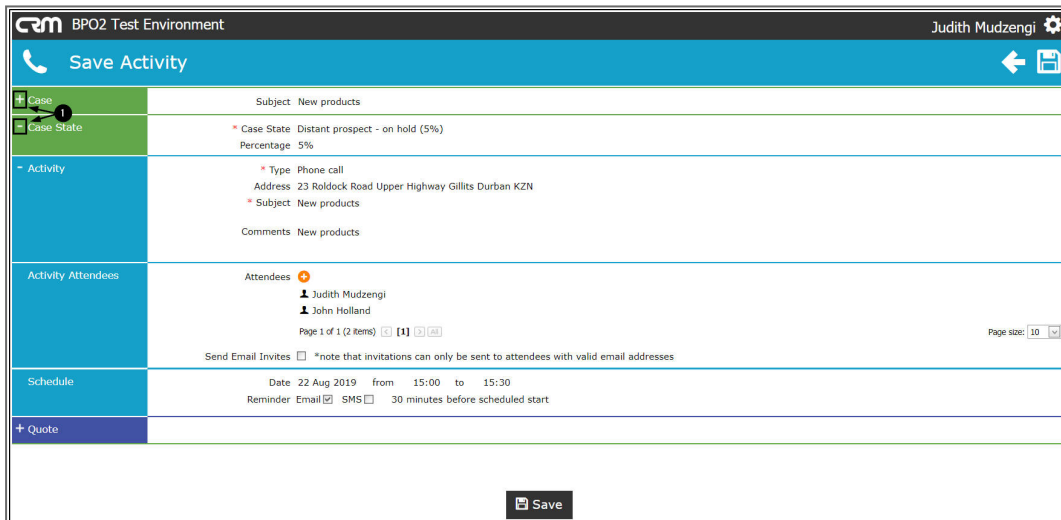 CRM BPO2 Test Environment Judith Mudzengi
Save Activity
+ Case Subject New products
1
- Case State * Case State Distant prospect - on hold (5%)
Percentage 5%
- Activity * Type Phone call
Address 23 Roldock Road Upper Highway Gillits Durban KZN
* Subject New products
Comments New products
Activity Attendees Attendees
Judith Mudzengi
John Holland
Page 1 of 1 (2 items) < [1] > All Page size: 10
Send Email Invites *note that invitations can only be sent to attendees with valid email addresses
Schedule Date 22 Aug 2019 from 15:00 to 15:30
Reminder Email SMS 30 minutes before scheduled start
+ Quote
Save